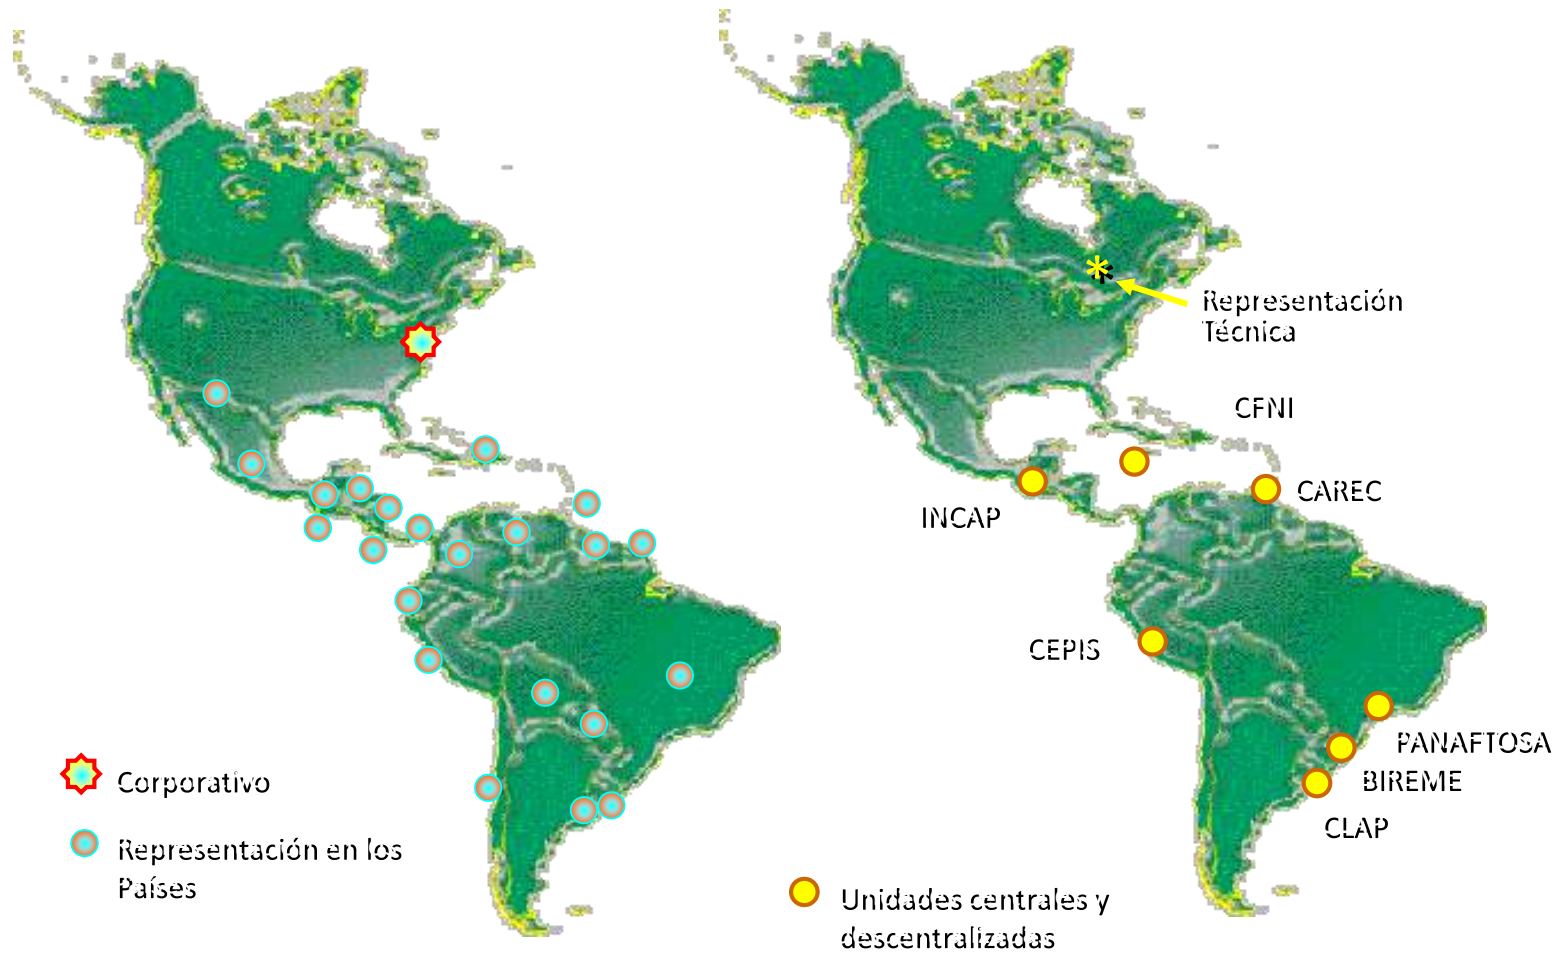 Representación
Técnica
CFNI
CAREC
INCAP
CEPIS
PANAFTOSA
BIREME
CLAP
Corporativo
Representación en los
Países
Unidades centrales y
descentralizadas